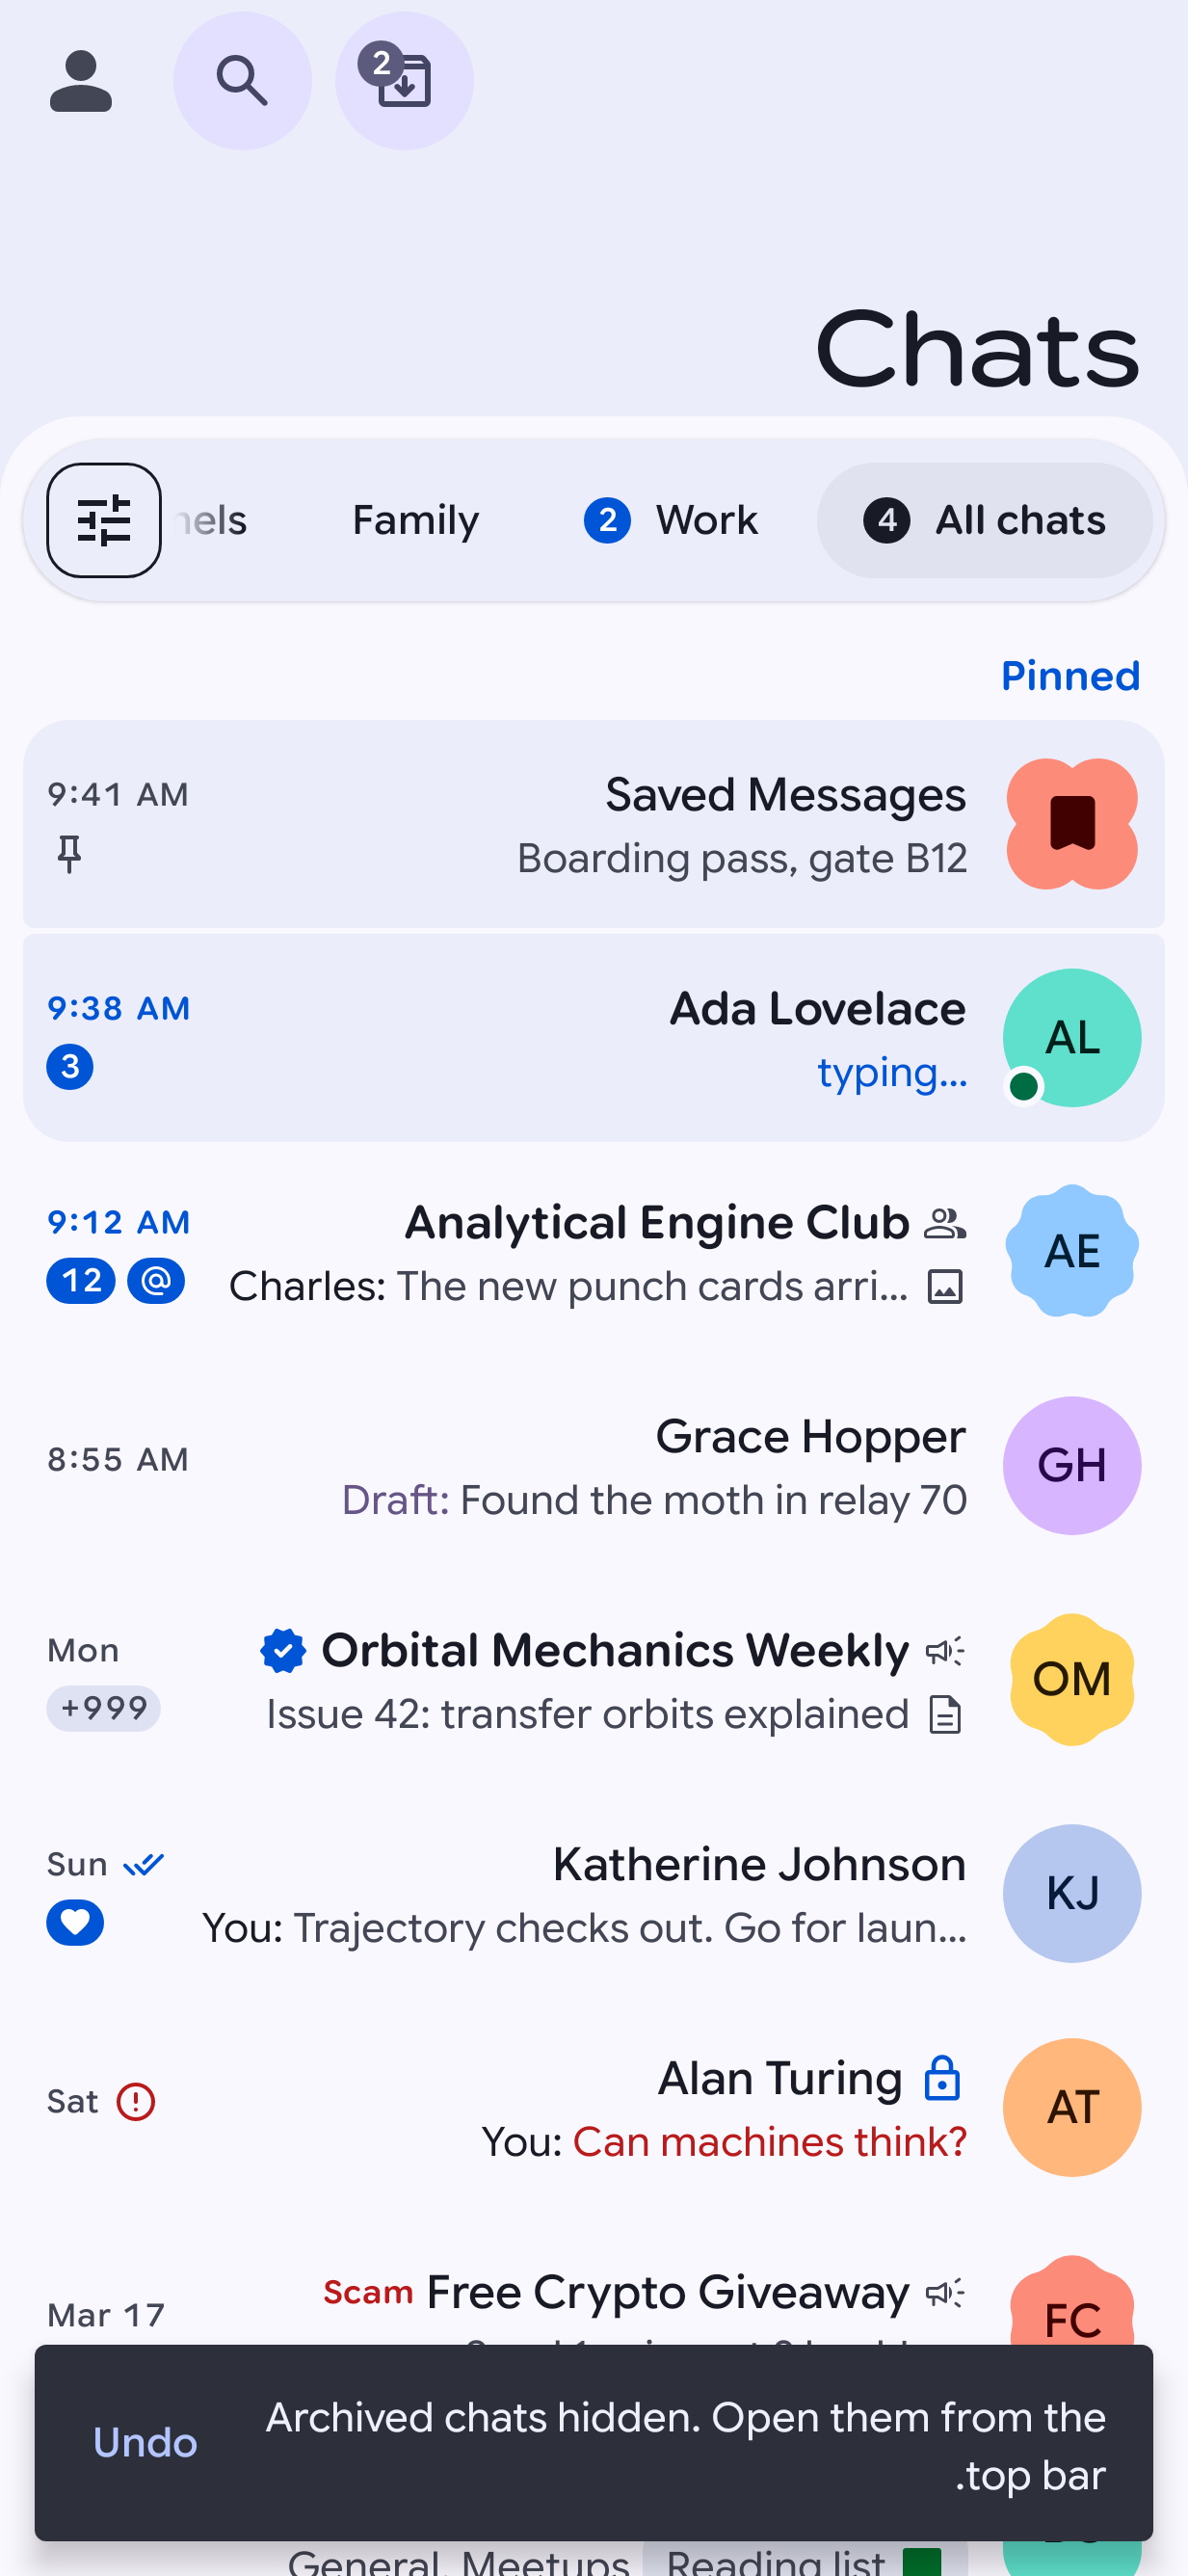 2
Chats
All chats
4
Work
2
Family
nels
Pinned
Saved Messages
9:41 AM
Boarding pass, gate B12
AL
Ada Lovelace
9:38 AM
typing...
3
AE
Analytical Engine Club
9:12 AM
Charles: The new punch cards arri...
12 @
GH
Grace Hopper
8:55 AM
Draft: Found the moth in relay 70
OM
Orbital Mechanics Weekly
Mon
Issue 42: transfer orbits explained
+999
KJ
Katherine Johnson
Sun
You: Trajectory checks out. Go for laun...
AT
Alan Turing
Sat
You: Can machines think?
FC
Free Crypto Giveaway
Scam
Mar 17
Archived chats hidden. Open them from the
.top bar
Undo
General, Meetups
Reading list